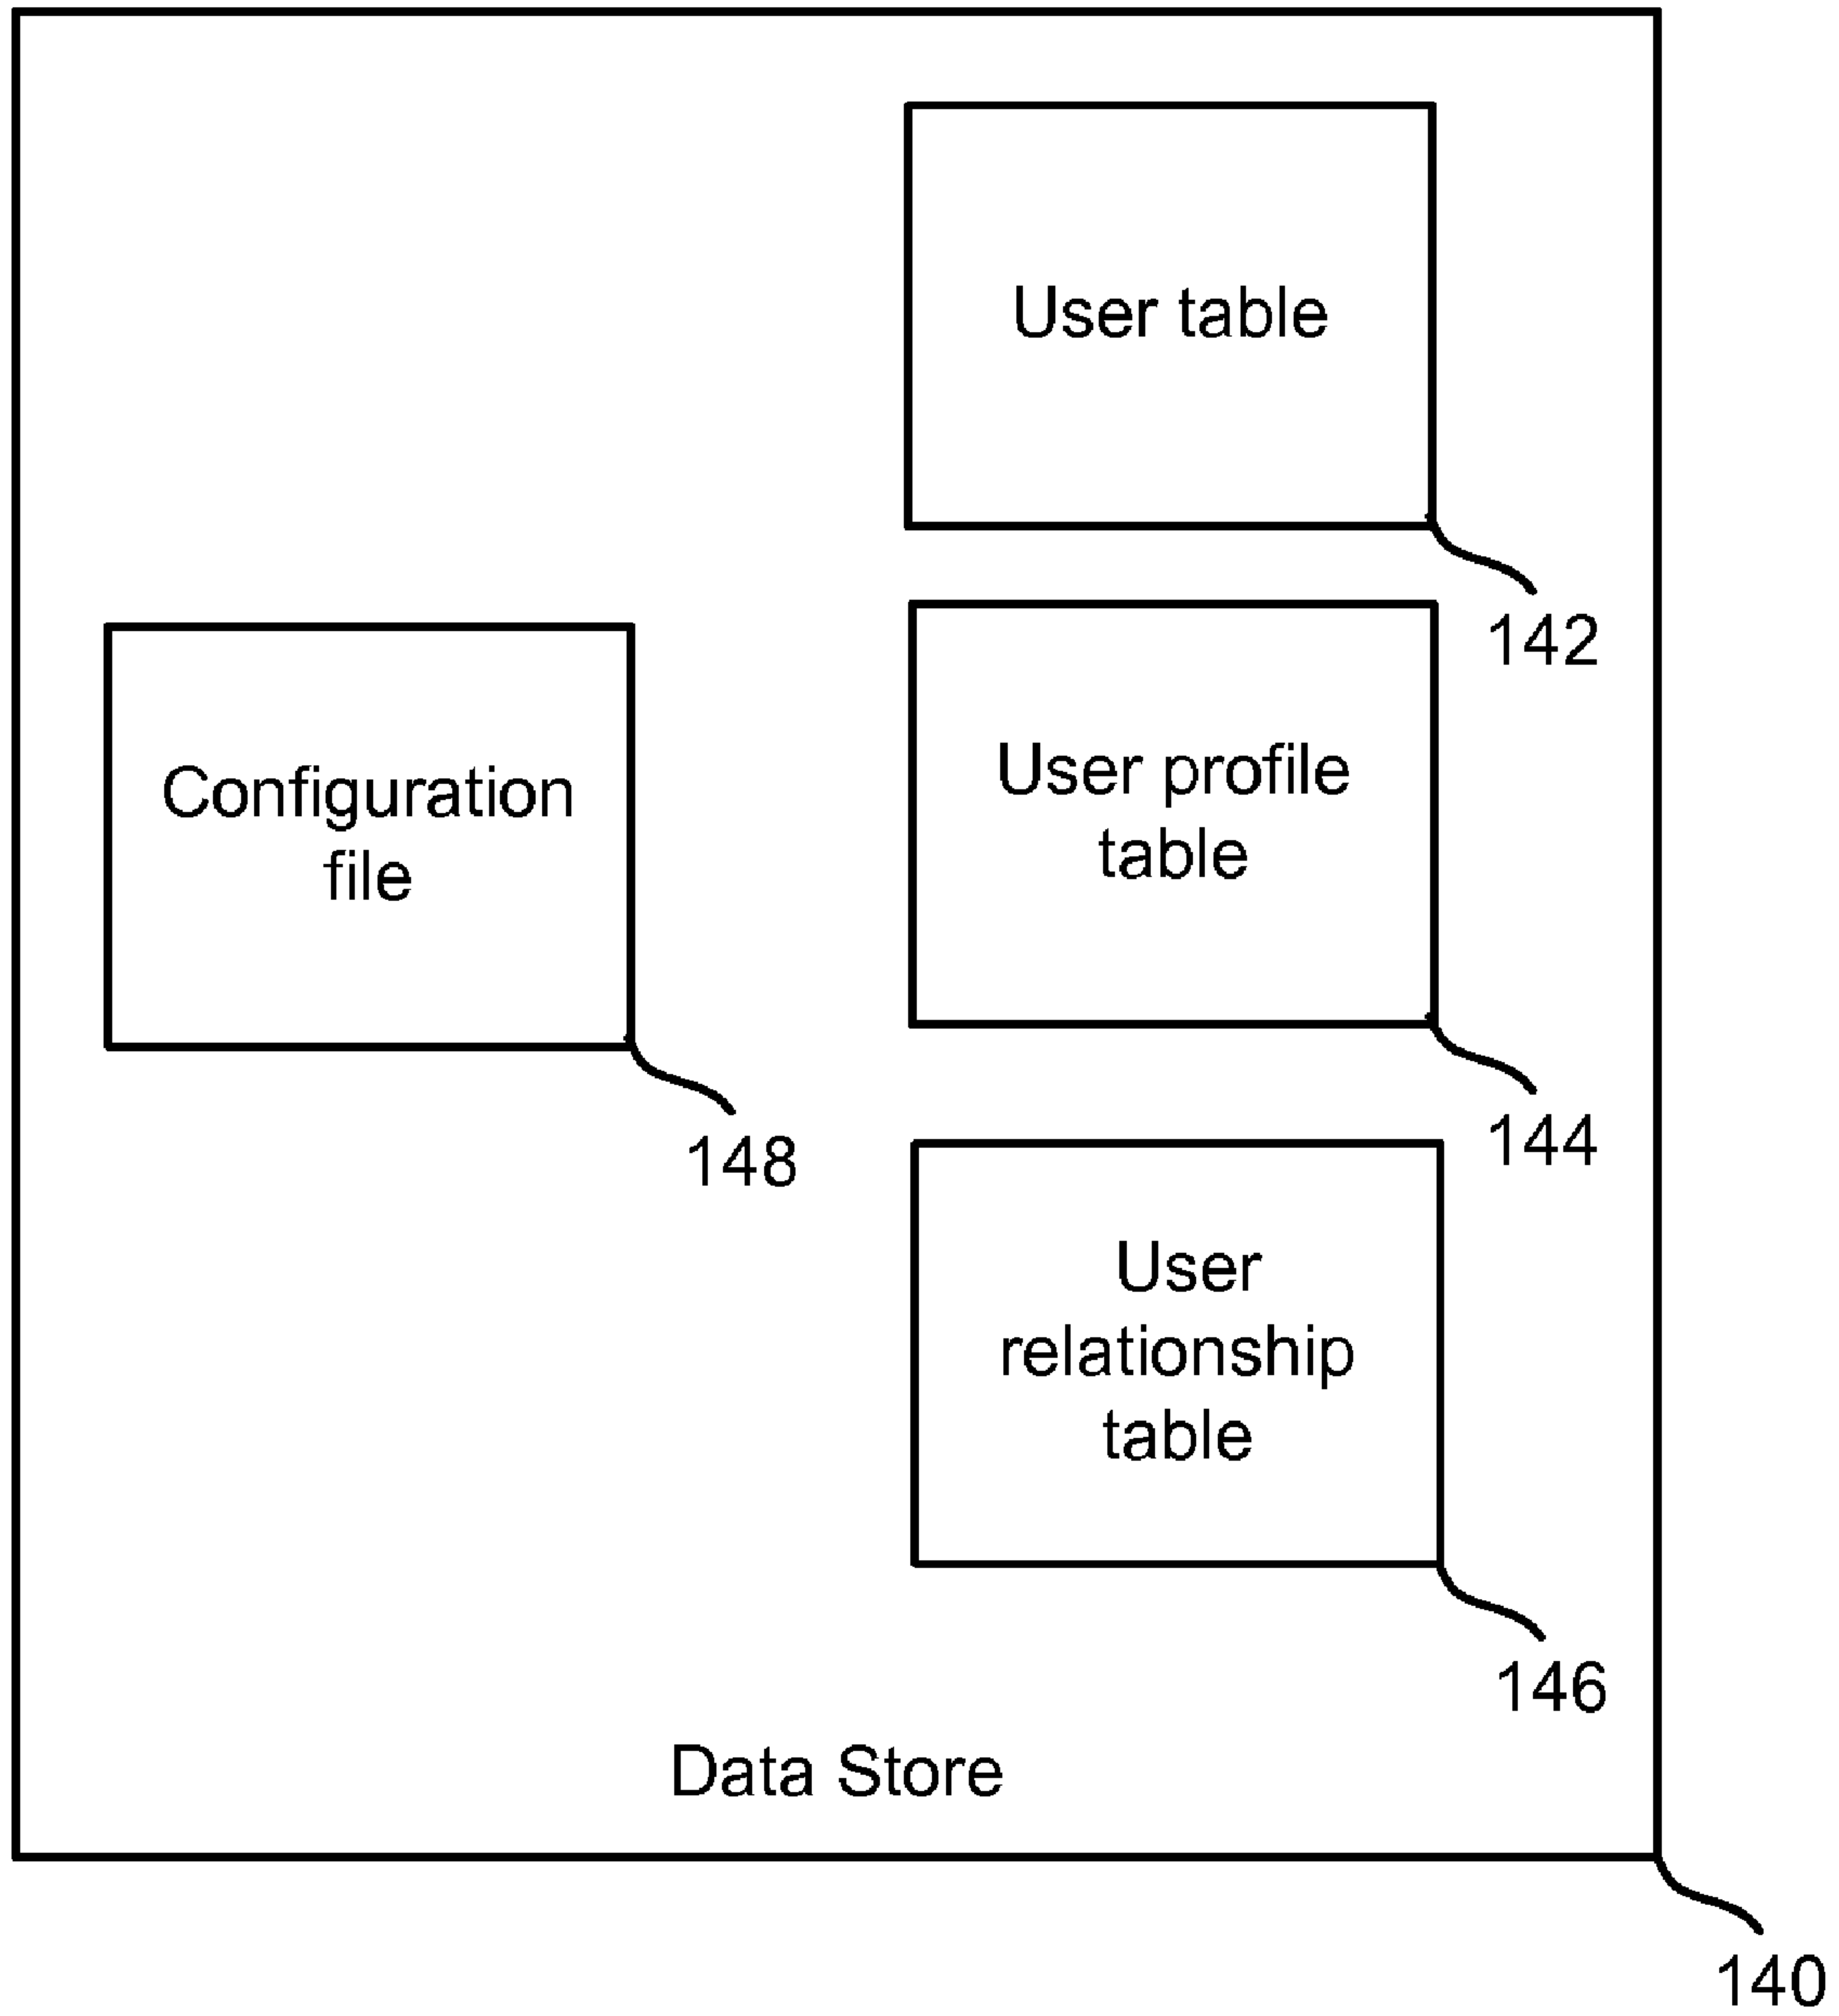 User table
142
Configuration
file
148
User profile
table
144
User
relationship
table
146
Data Store
140